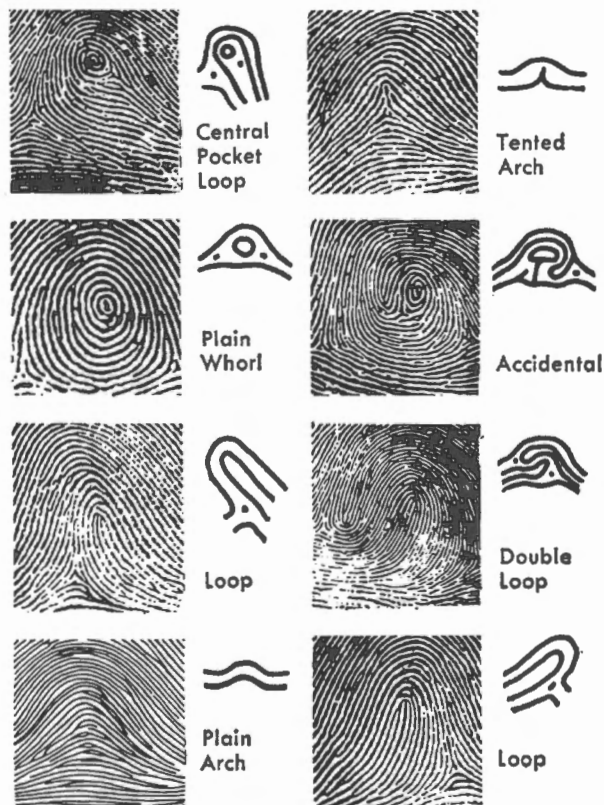 Central
Pocket
Loop
Tented
Arch
Plain
Whorl
Accidental
Loop
Double
Loop
Plain
Arch
Loop